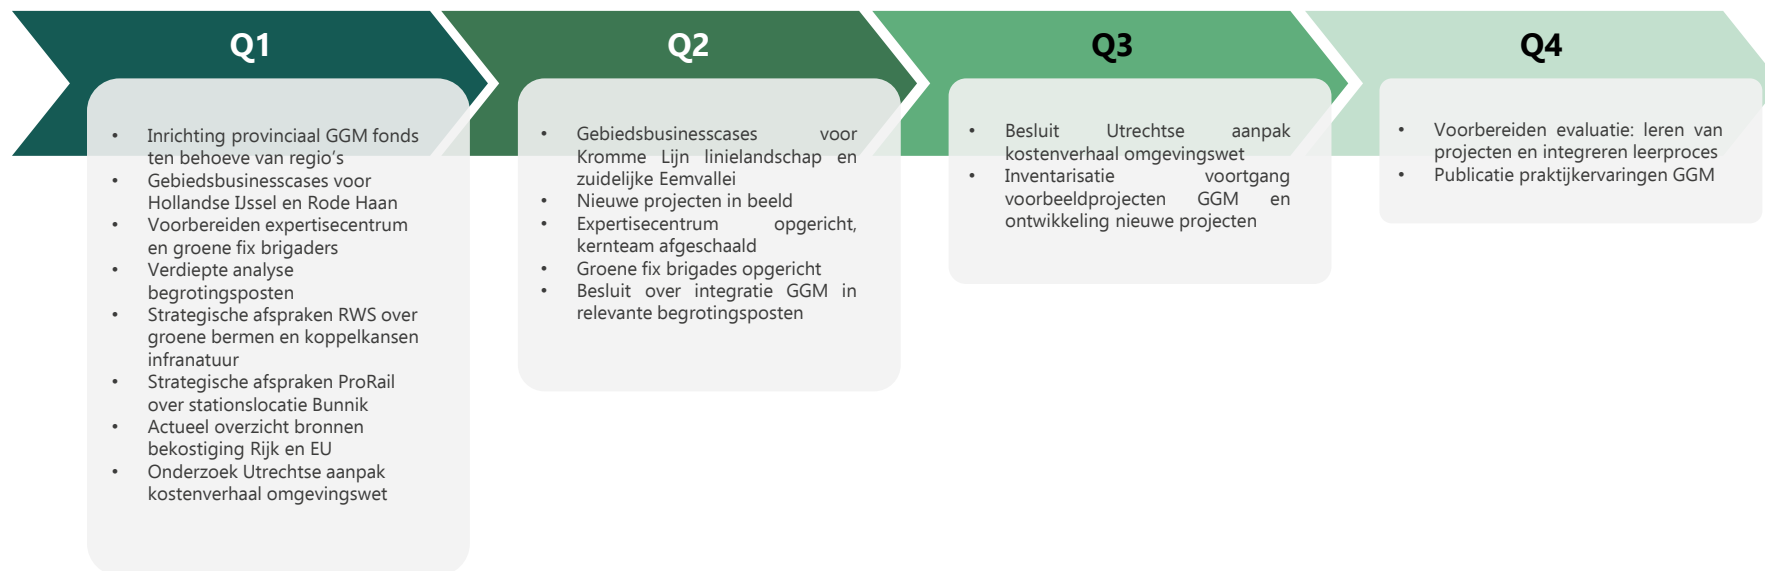 Q1
• Inrichting provinciaal GGM fonds
ten behoeve van regio’s
• Gebiedsbusinesscases voor
Hollandse IJssel en Rode Haan
• Voorbereiden expertisecentrum
en groene fix brigaders
• Verdiepte analyse
begrotingsposten
• Strategische afspraken RWS over
groene bermen en koppelkansen
infranatuur
• Strategische afspraken ProRail
over stationslocatie Bunnik
• Actueel overzicht bronnen
bekostiging Rijk en EU
• Onderzoek Utrechtse aanpak
kostenverhaal omgevingswet
Q2
• Gebiedsbusinesscases voor
Kromme Lijn linielandschap en
zuidelijke Eemvallei
• Nieuwe projecten in beeld
• Expertisecentrum opgericht,
kernteam afgeschaald
• Groene fix brigades opgericht
• Besluit over integratie GGM in
relevante begrotingsposten
Q3
• Besluit Utrechtse aanpak
kostenverhaal omgevingswet
• Inventarisatie voortgang
voorbeeldprojecten GGM en
ontwikkeling nieuwe projecten
Q4
• Voorbereiden evaluatie: leren van
projecten en integreren leerproces
• Publicatie praktijkervaringen GGM